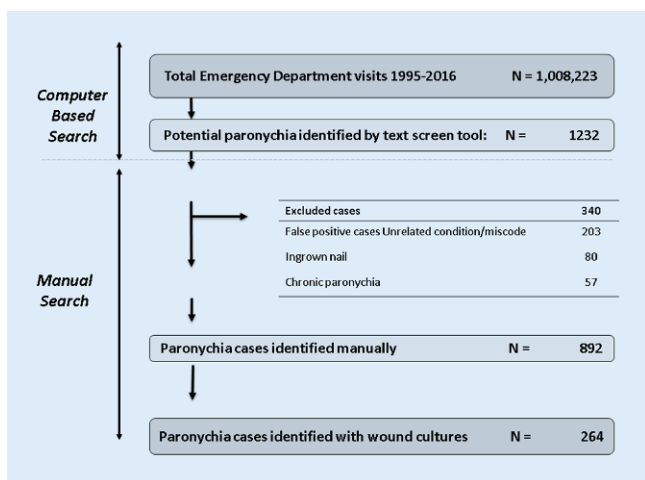 Computer
Based
Search
Total Emergency Department visits 1995-2016 N = 1,008,223
Potential paronychia identified by text screen tool: N = 1232
Manual
Search
Excluded cases 340
False positive cases Unrelated condition/miscode 203
Ingrown nail 80
Chronic paronychia 57
Paronychia cases identified manually N = 892
Paronychia cases identified with wound cultures N = 264